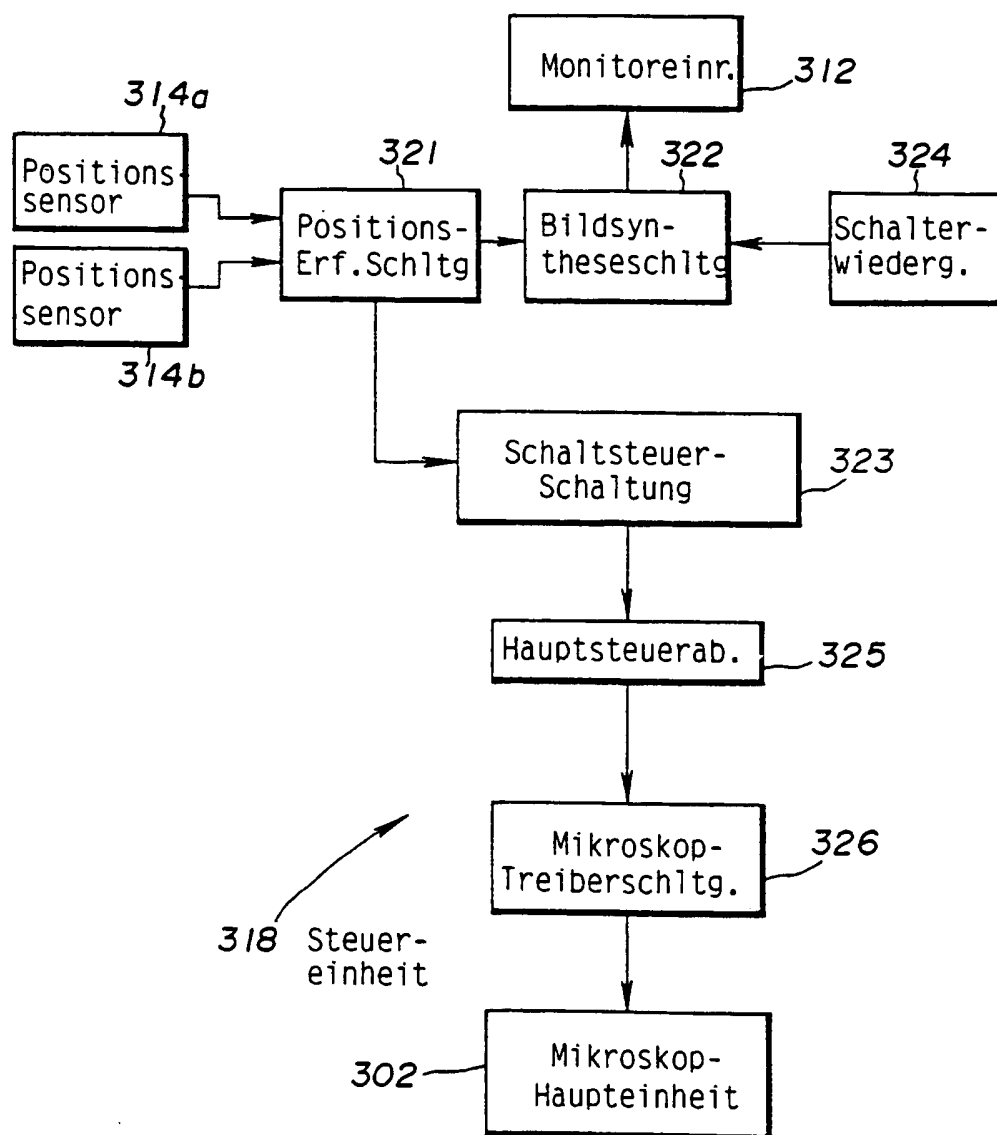 Monitoreinr.
312
314a
Positions-
sensor
321
322
324
Positions-
Erf.Schltg
Bildsyn-
theseschltg
Schalter-
wiederg.
Positions-
sensor
314b
Schaltsteuer-
Schaltung
323
Hauptsteuerab.
325
Mikroskop-
Treiberschltg.
326
318 Steuer-
einheit
302
Mikroskop-
Haupteinheit